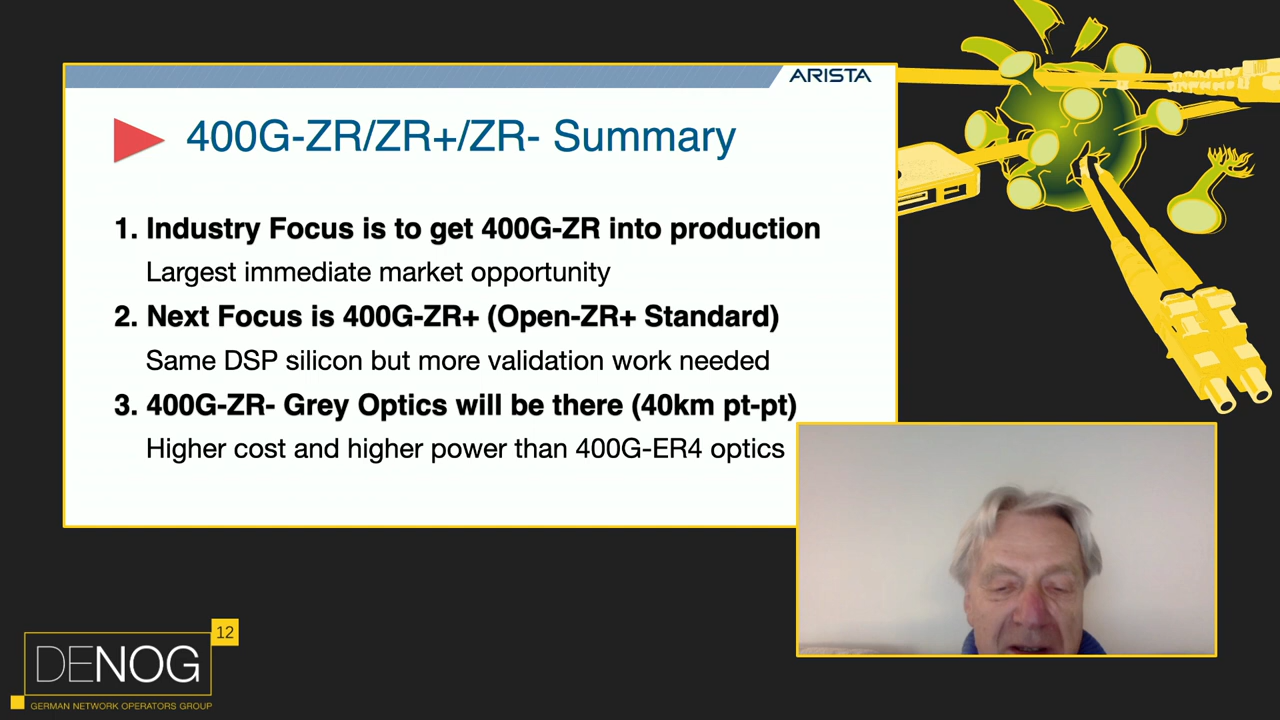 ARISTA
400G-ZR/ZR+/ZR- Summary
1. Industry Focus is to get 400G-ZR into production
Largest immediate market opportunity
2. Next Focus is 400G-ZR+ (Open-ZR+ Standard)
Same DSP silicon but more validation work needed
3. 400G-ZR- Grey Optics will be there (40km pt-pt)
Higher cost and higher power than 400G-ER4 optics
12
DENOG
GERMAN NETWORK OPERATORS GROUP